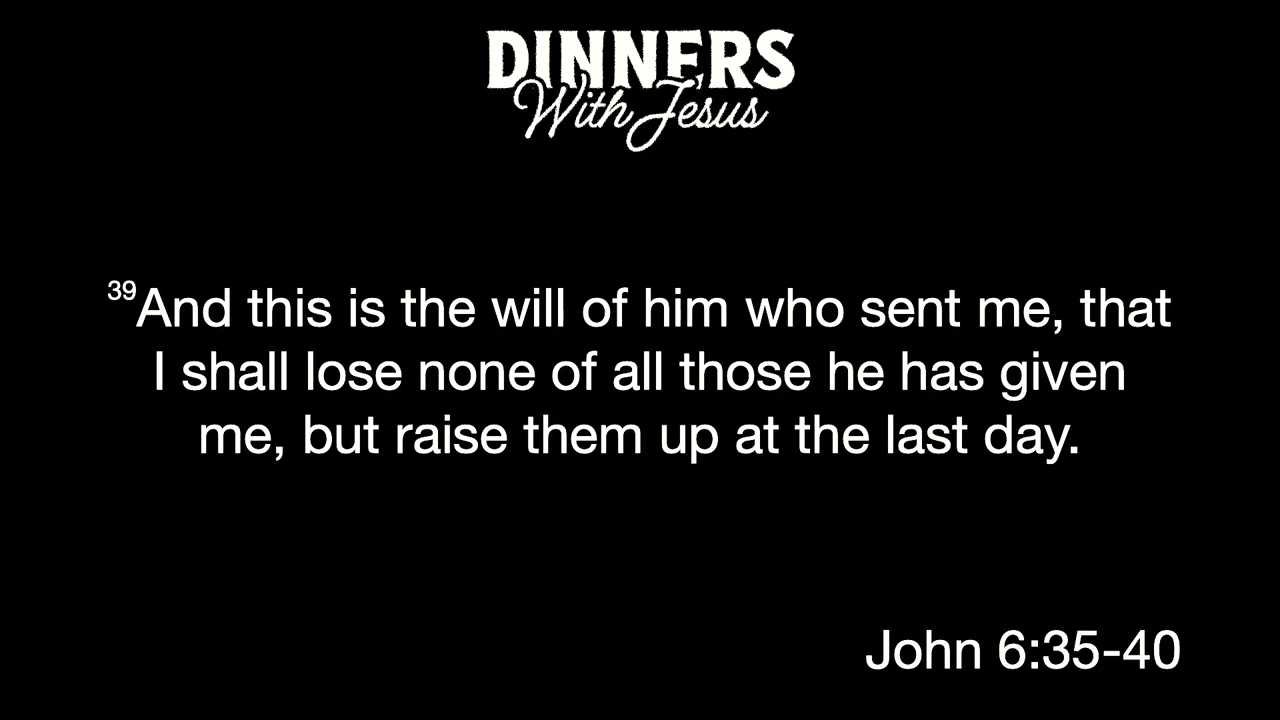 DINNERS
With Jesus
39And this is the will of him who sent me, that
I shall lose none of all those he has given
me, but raise them up at the last day.
John 6:35-40